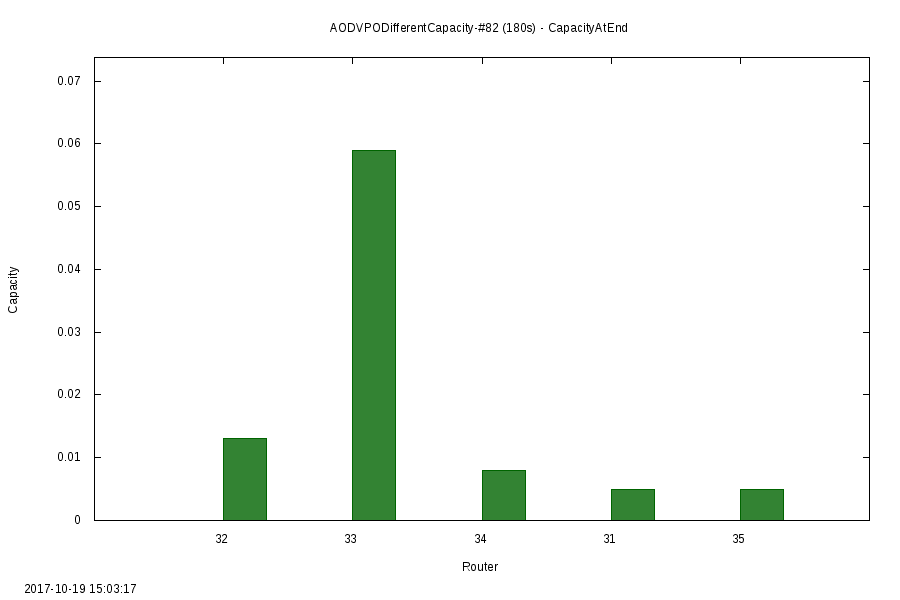 AODVPODifferentCapacity-#82 (180s) - CapacityAtEnd
0.07
0.06
0.05
0.04
0.03
0.02
0.01
0
Capacity
32 33 34 31 35
Router
2017-10-19 15:03:17